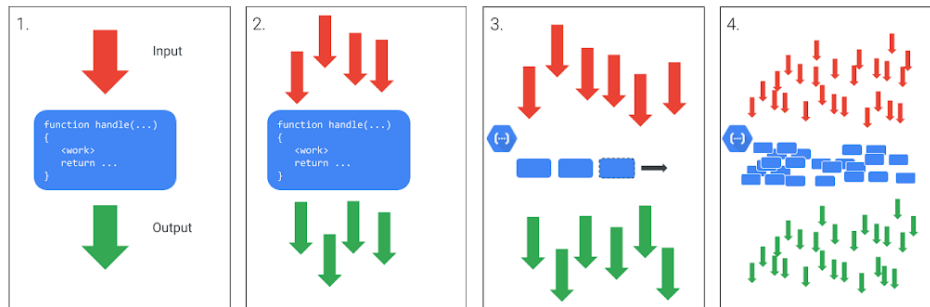 1.
Input
function handle(...)
{
<work>
return ...
}
Output
2.
function handle(...)
{
<work>
return ...
}
3.
{...}
4.
{...}